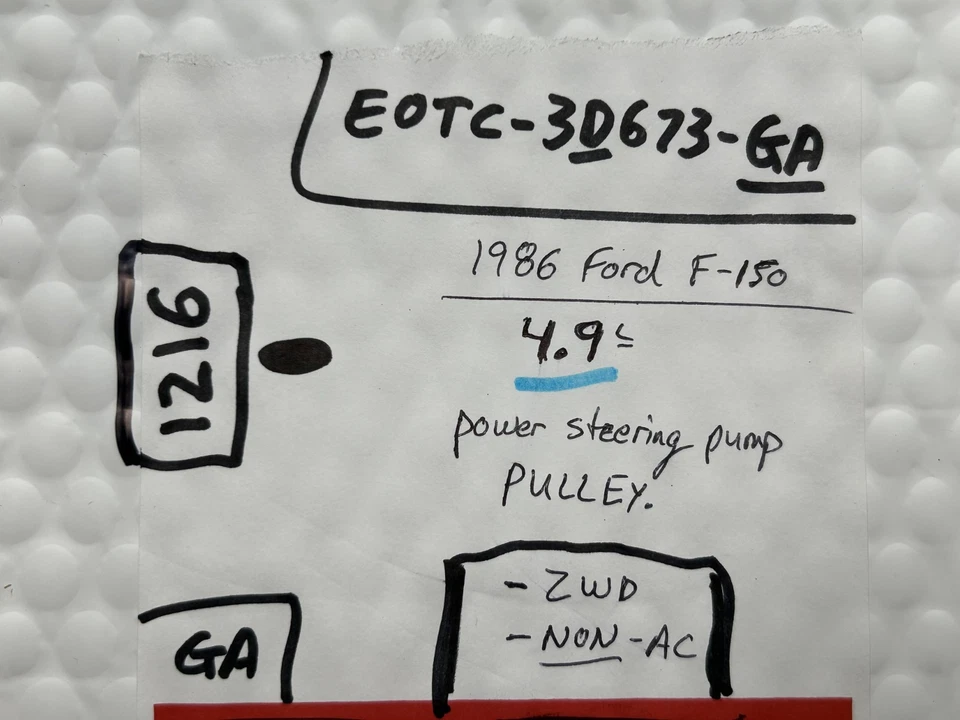 EOTC-3D673-GA
1986 Ford F-150
4.9L
1216
power steering pump
PULLEY.
- 2WD
- NON-AC
GA